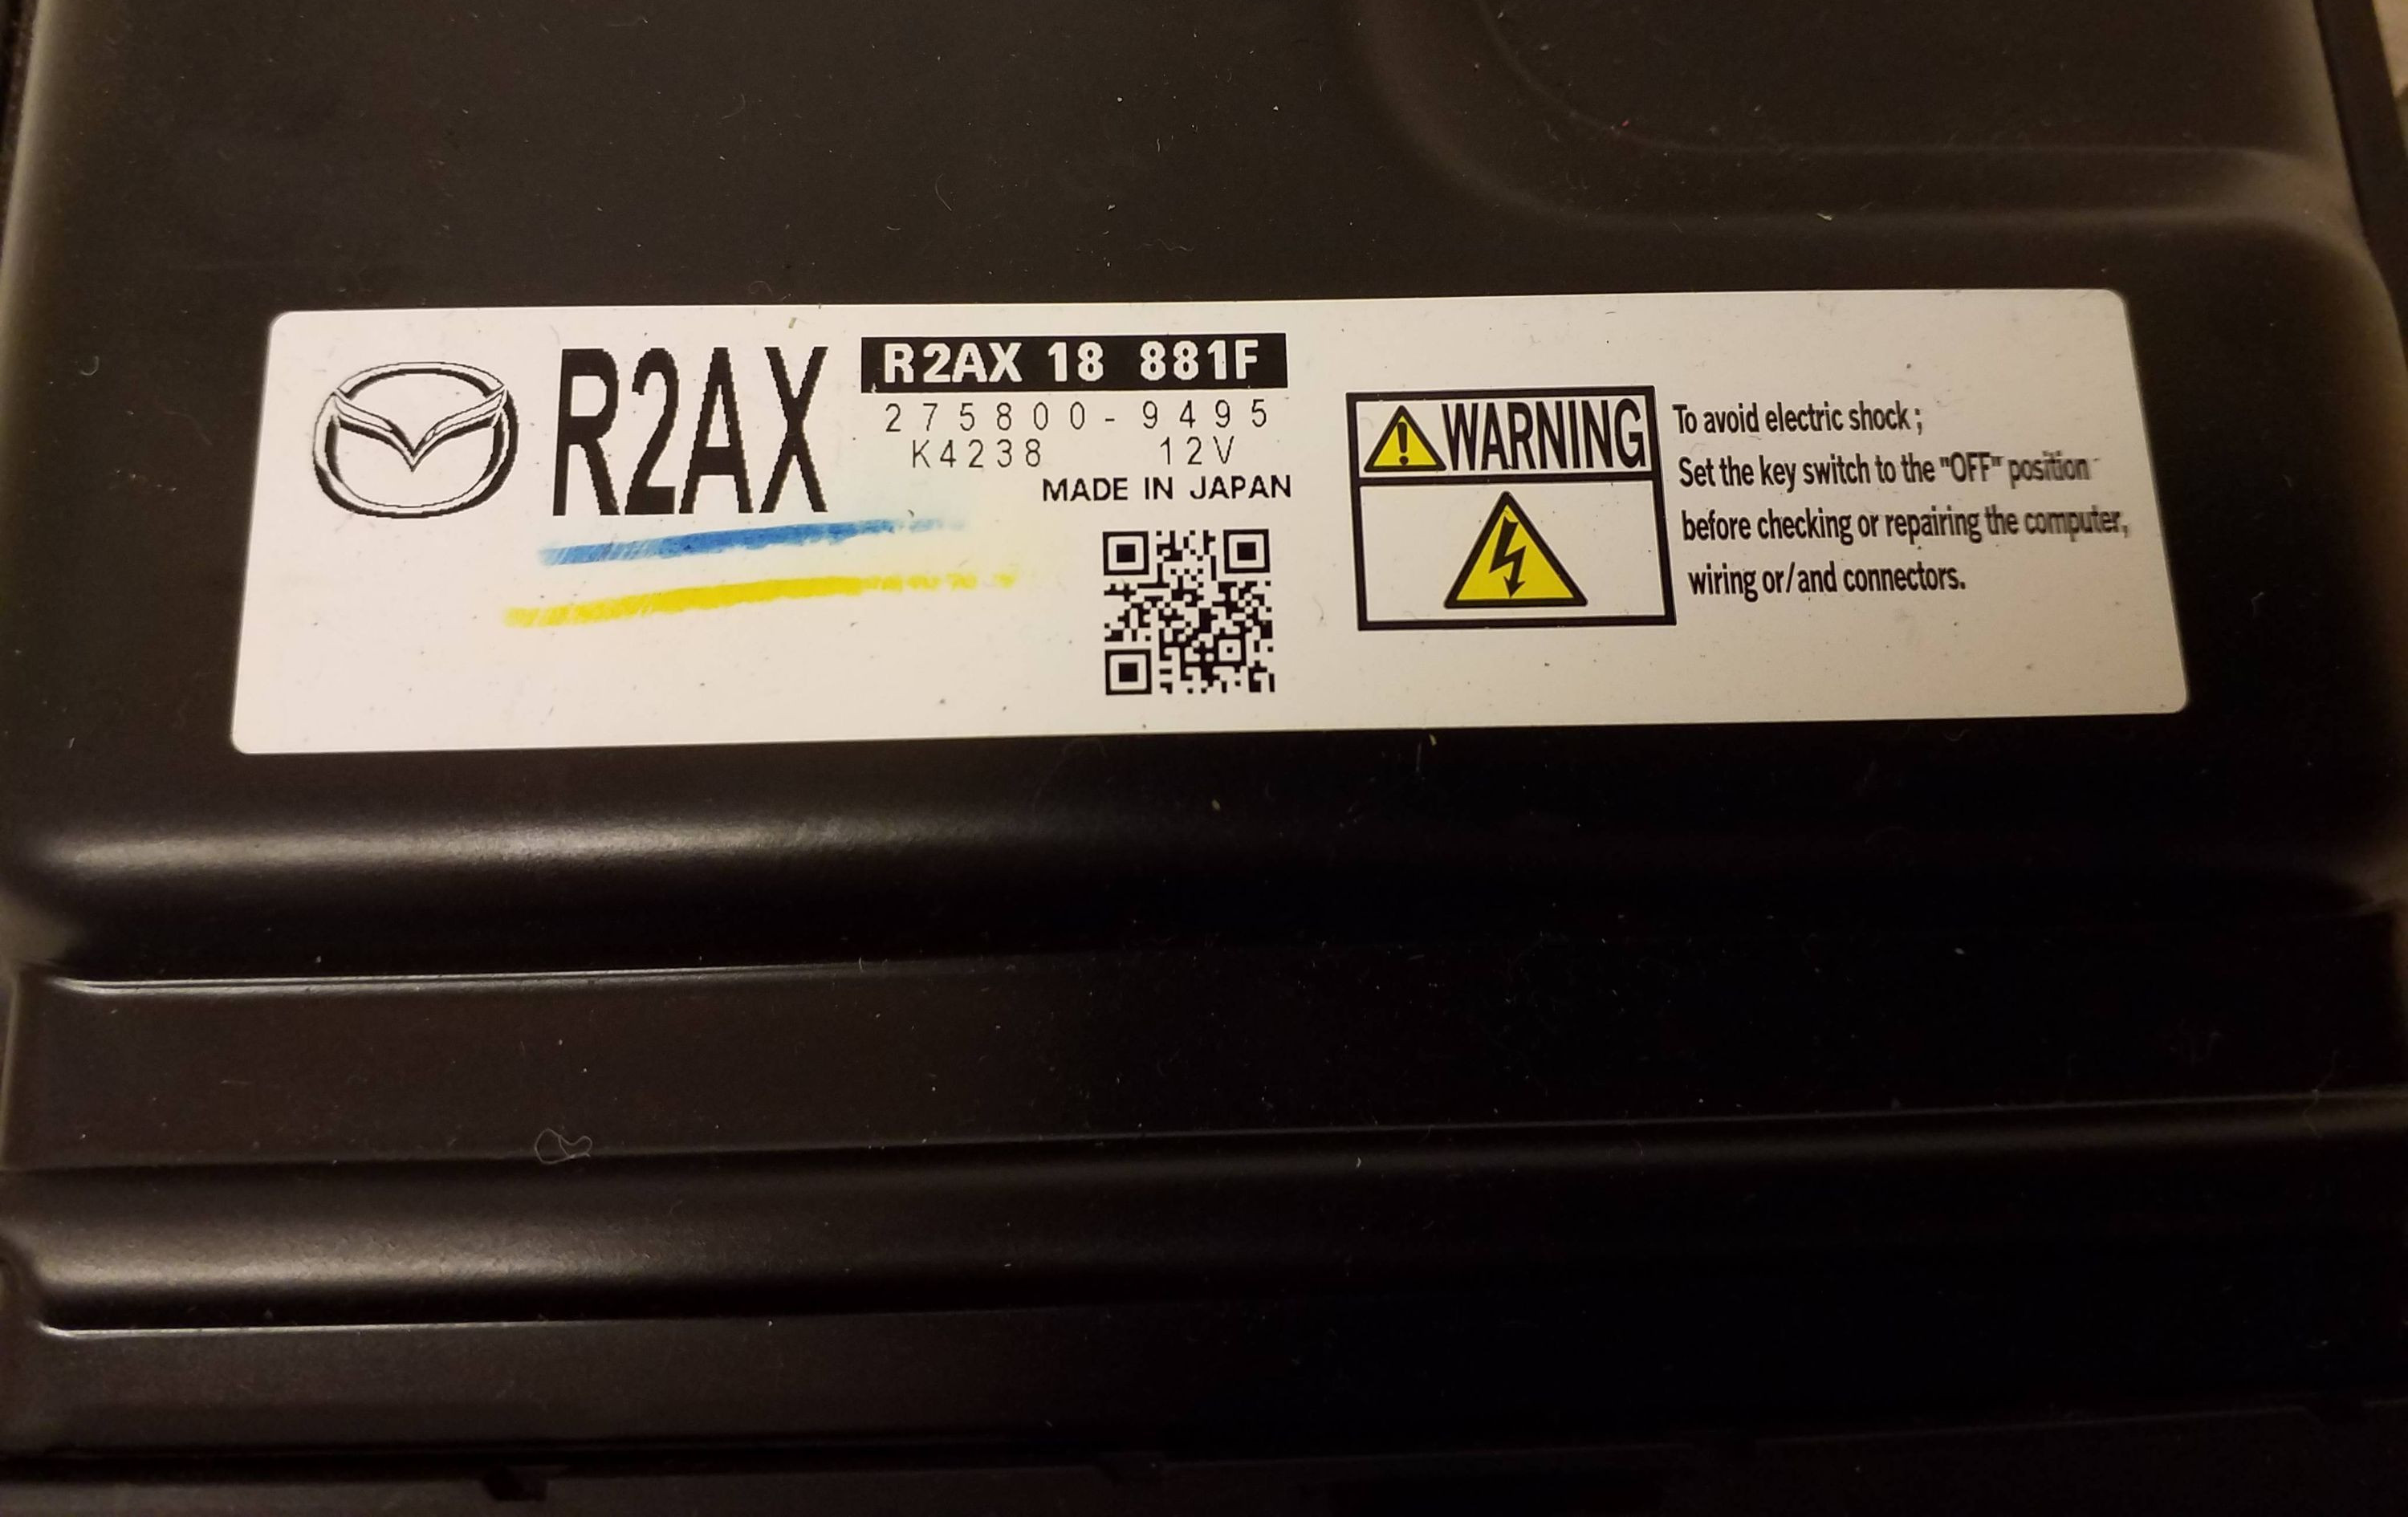 R2AX
R2AX 18 881F
275800-9495
K4238 12V
MADE IN JAPAN
WARNING
To avoid electric shock ;
Set the key switch to the "OFF" position
before checking or repairing the computer,
wiring or/and connectors.